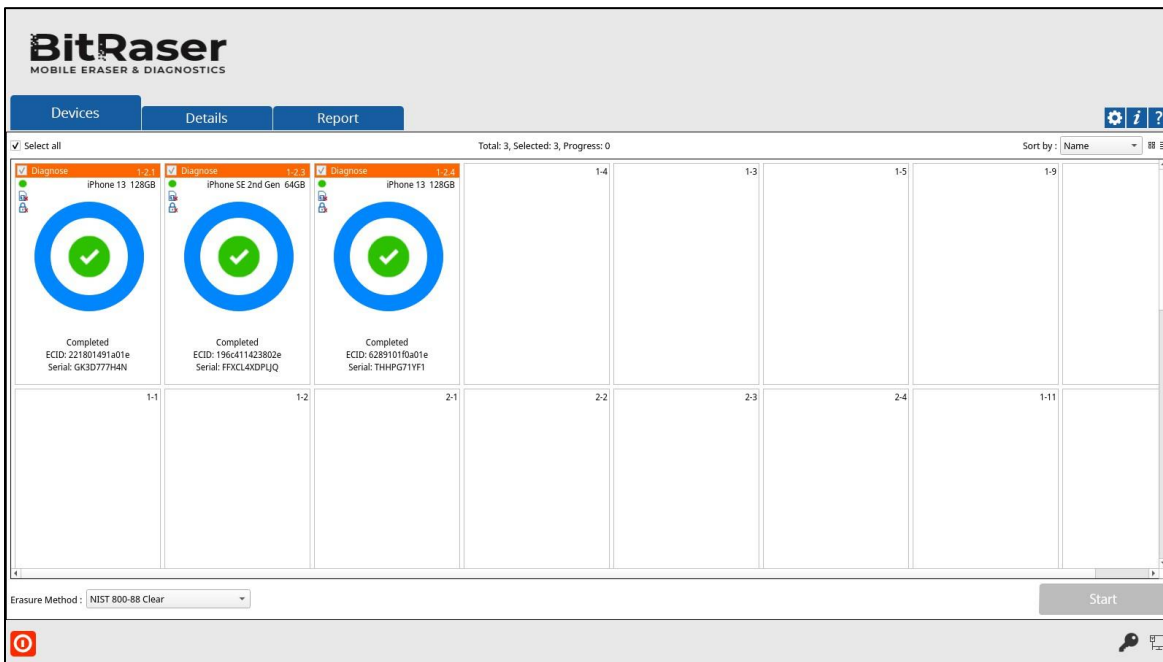 BitRaser
MOBILE ERASER & DIAGNOSTICS
Devices Details Report
i ?
Select all Total: 3, Selected: 3, Progress: 0 Sort by : Name
Diagnose 1-2.1 Diagnose 1-2.3 Diagnose 1-2.4 1-4 1-3 1-5 1-9
iPhone 13 128GB iPhone SE 2nd Gen 64GB iPhone 13 128GB
Completed Completed Completed
ECID: 221801491a01e ECID: 196c411423802e ECID: 6289101f0a01e
Serial: GK3D777H4N Serial: FFXCL4XDPLJQ Serial: THHPG71YF1
1-1 1-2 2-1 2-2 2-3 2-4 1-11
Erasure Method : NIST 800-88 Clear Start